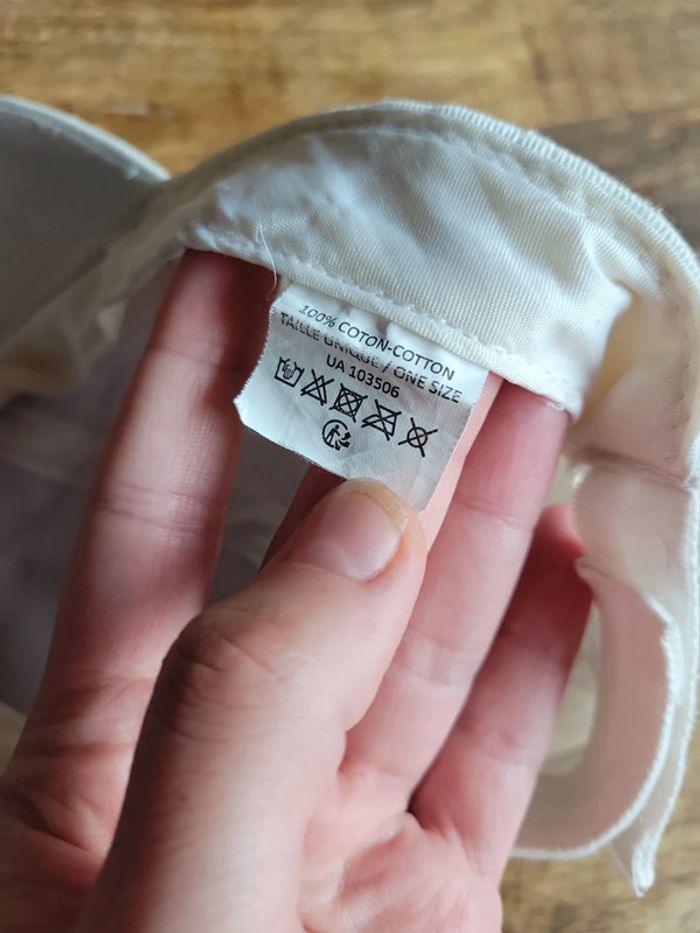 100% COTON-COTTON
TAILLE UNIQUE / ONE SIZE
UA 103506